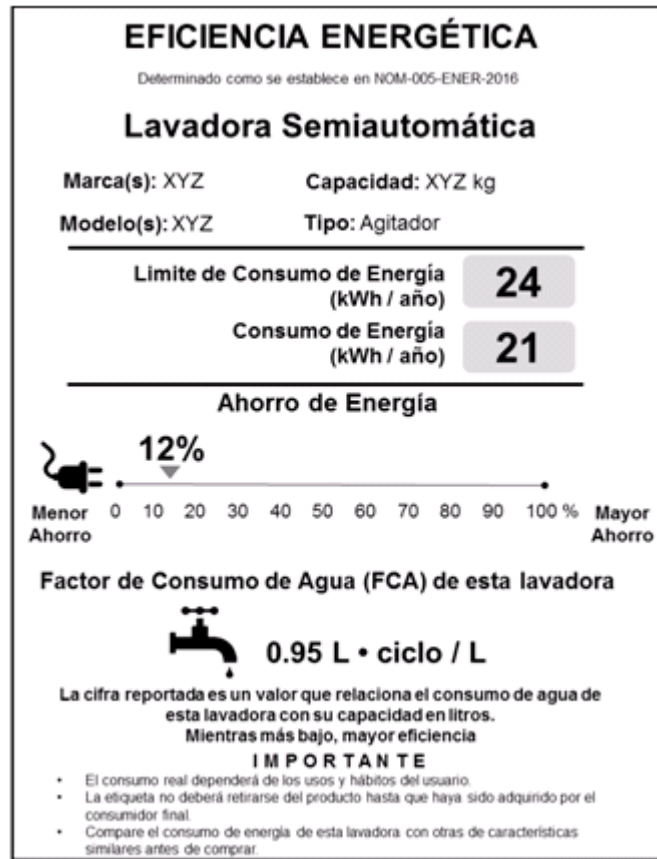 EFICIENCIA ENERGÉTICA
Determinado como se establece en NOM-005-ENER-2016
Lavadora Semiautomática
Marca(s): XYZ Capacidad: XYZ kg
Modelo(s): XYZ Tipo: Agitador
Limite de Consumo de Energía
(kWh / año) 24
Consumo de Energía
(kWh / año) 21
Ahorro de Energía
12%
Menor Ahorro 0 10 20 30 40 50 60 70 80 90 100 % Mayor Ahorro
Factor de Consumo de Agua (FCA) de esta lavadora
0.95 L • ciclo / L
La cifra reportada es un valor que relaciona el consumo de agua de
esta lavadora con su capacidad en litros.
Mientras más bajo, mayor eficiencia
I M P O R T A N T E
• El consumo real dependerá de los usos y hábitos del usuario.
• La etiqueta no deberá retirarse del producto hasta que haya sido adquirido por el
consumidor final.
• Compare el consumo de energía de esta lavadora con otras de características
similares antes de comprar.